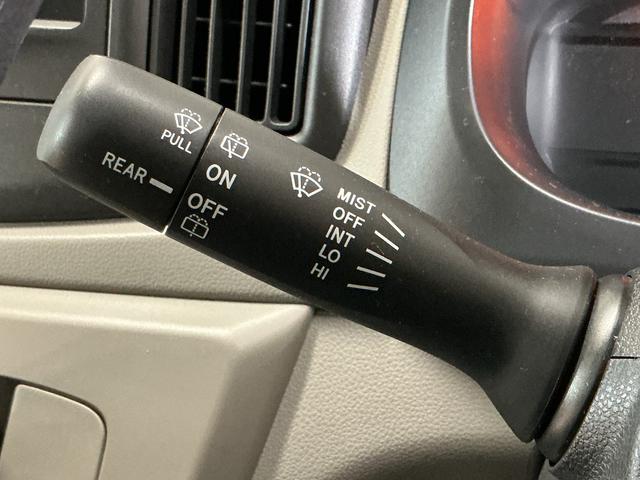 PULL
REAR
ON
OFF
MIST
OFF
INT
LO
HI